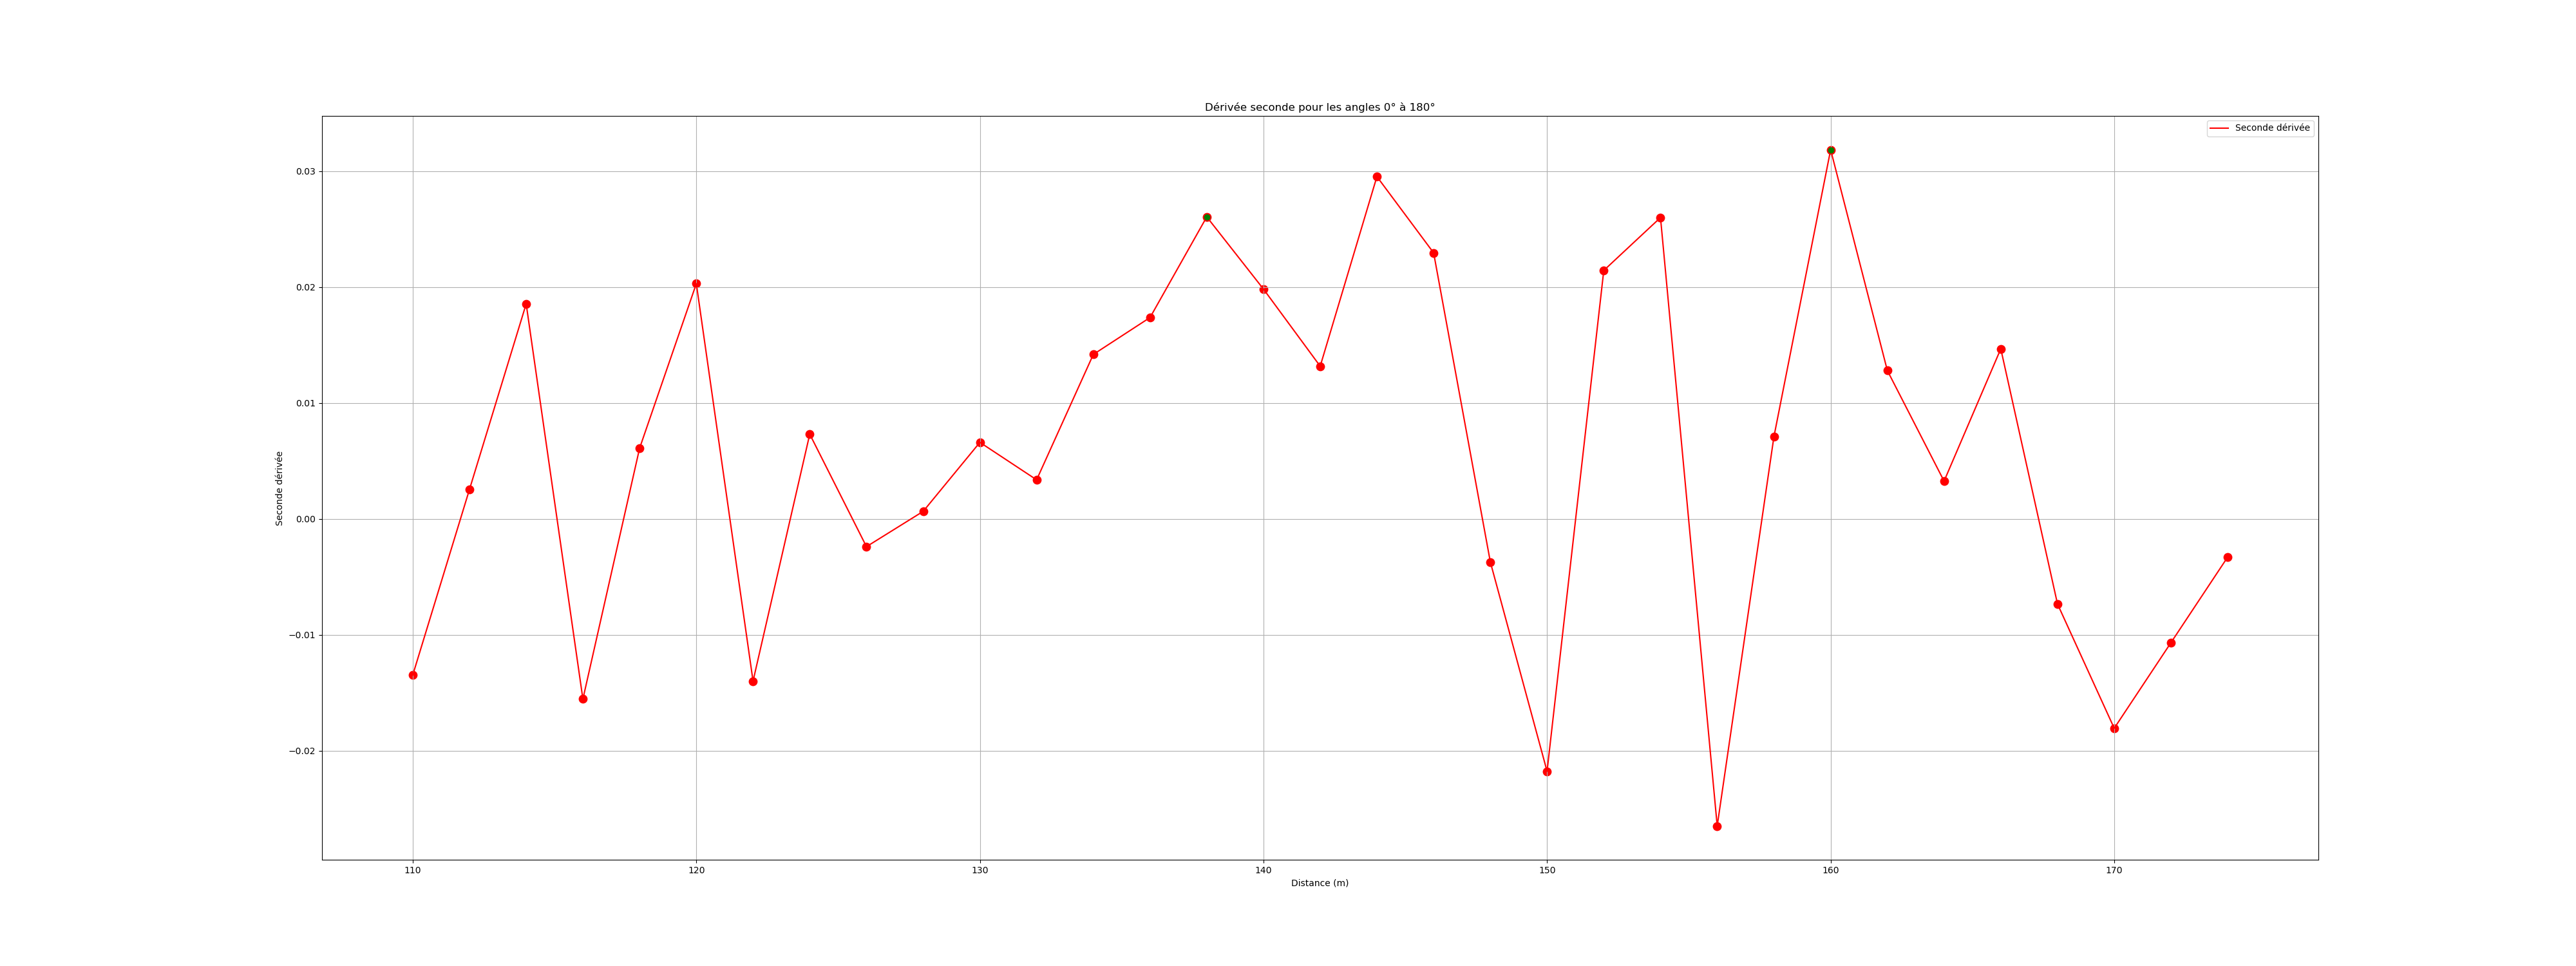 Dérivée seconde pour les angles 0° à 180°
Seconde dérivée
0.03
0.02
0.01
0.00
−0.01
−0.02
Seconde dérivée
110 120 130 140 150 160 170
Distance (m)